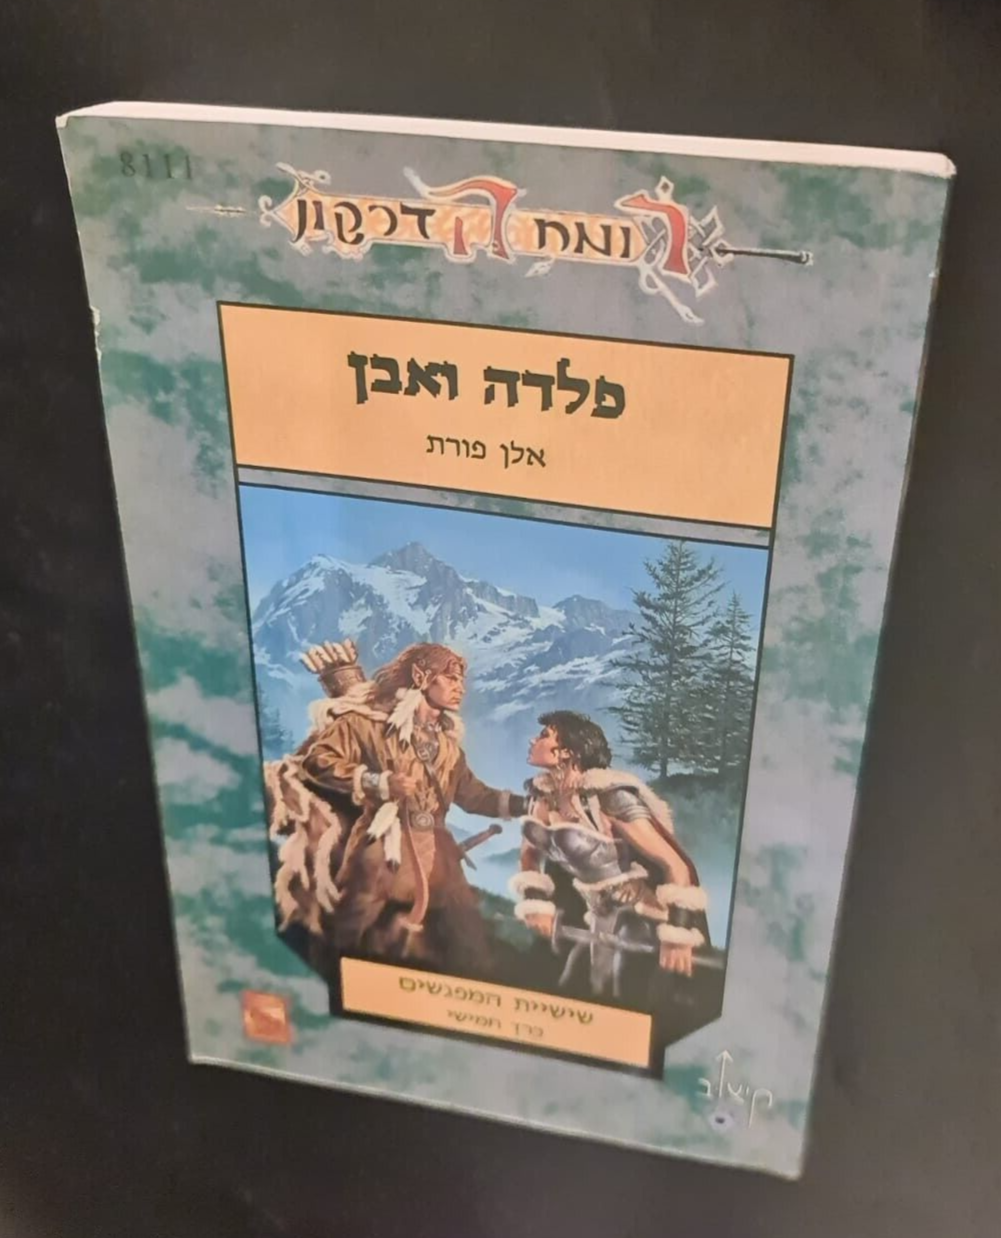 8111
רומח הדרקון
פלדה ואבן
אלן פורת
שישיית המפגשים
כרך חמישי